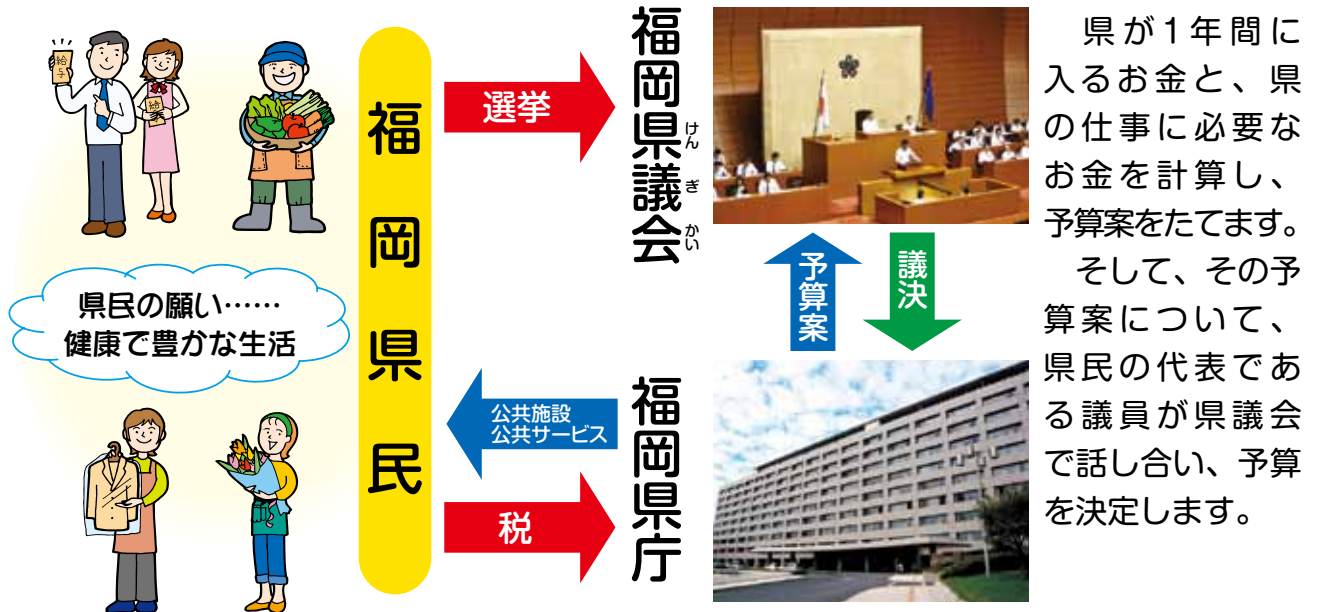 給与
給与
県民の願い……
健康で豊かな生活
福岡県民
選挙
公共施設
公共サービス
税
福岡県議会
けん
ぎ
かい
予算案
議決
福岡県庁
県が1年間に
入るお金と、県
の仕事に必要な
お金を計算し、
予算案をたてます。
そして、その予
算案について、
県民の代表であ
る議員が県議会
で話し合い、予算
を決定します。